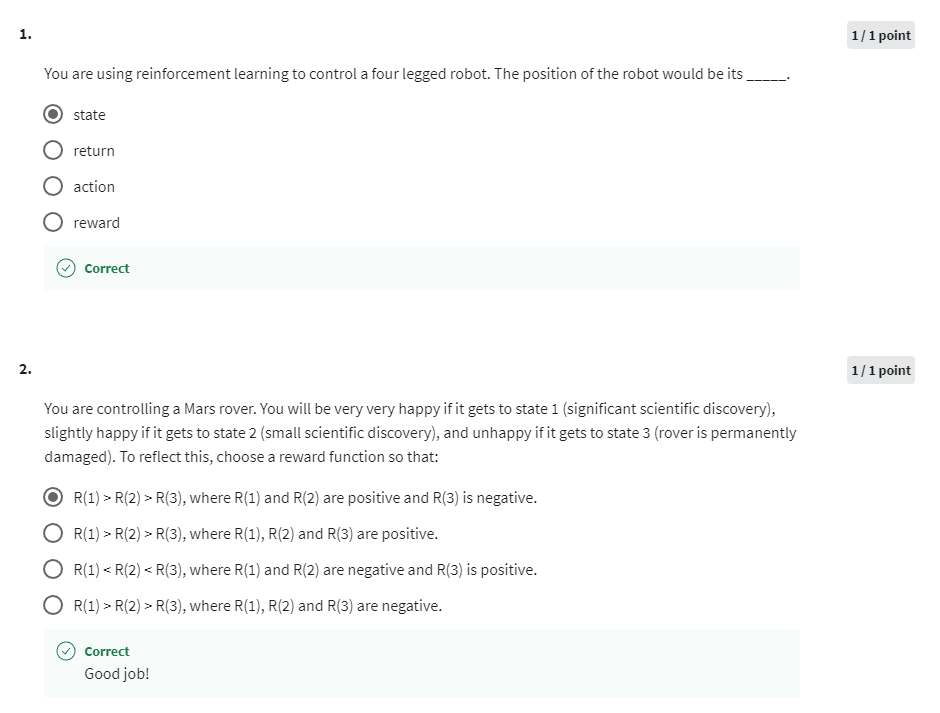 1.
1 / 1 point
You are using reinforcement learning to control a four legged robot. The position of the robot would be its _____.
state
return
action
reward
Correct
2.
1 / 1 point
You are controlling a Mars rover. You will be very very happy if it gets to state 1 (significant scientific discovery),
slightly happy if it gets to state 2 (small scientific discovery), and unhappy if it gets to state 3 (rover is permanently
damaged). To reflect this, choose a reward function so that:
R(1) > R(2) > R(3), where R(1) and R(2) are positive and R(3) is negative.
R(1) > R(2) > R(3), where R(1), R(2) and R(3) are positive.
R(1) < R(2) < R(3), where R(1) and R(2) are negative and R(3) is positive.
R(1) > R(2) > R(3), where R(1), R(2) and R(3) are negative.
Correct
Good job!